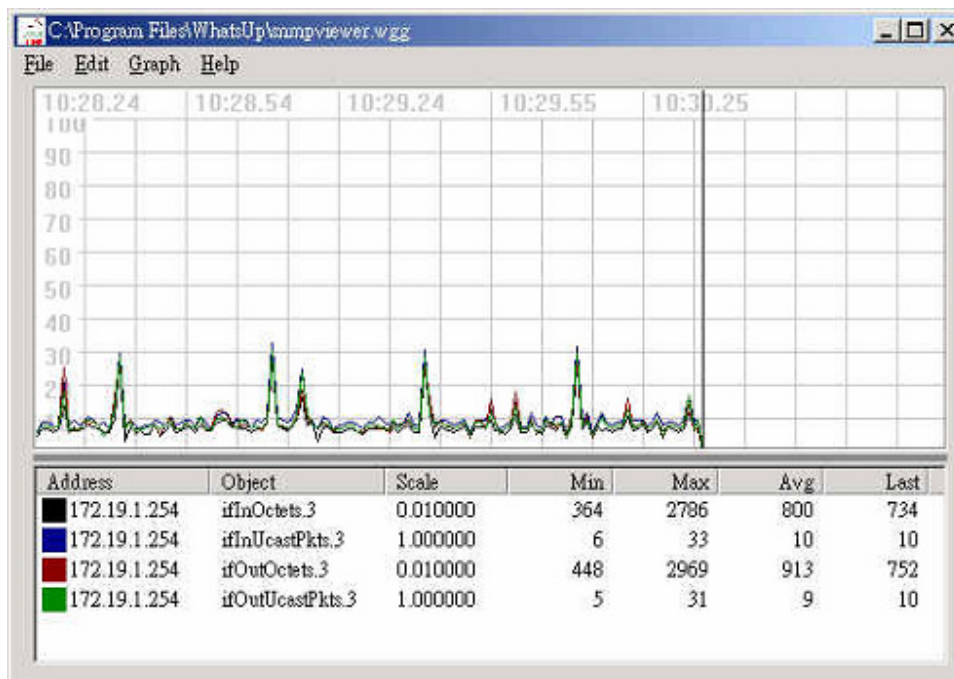 C:\Program Files\WhatsUp\snmpviewer.wgg
File Edit Graph Help
10:28.24 10:28.54 10:29.24 10:29.55 10:30.25
100
90
80
70
60
50
40
30
Address Object Scale Min Max Avg Last
172.19.1.254 ifInOctets.3 0.010000 364 2786 800 734
172.19.1.254 ifInUcastPkts.3 1.000000 6 33 10 10
172.19.1.254 ifOutOctets.3 0.010000 448 2969 913 752
172.19.1.254 ifOutUcastPkts.3 1.000000 5 31 9 10